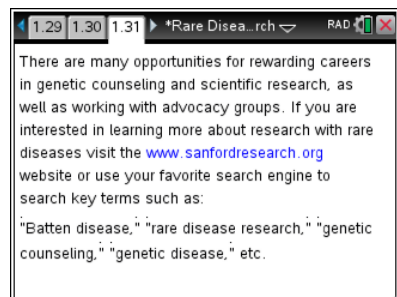 1.29 1.30 1.31 *Rare Disea...rch RAD
There are many opportunities for rewarding careers
in genetic counseling and scientific research, as
well as working with advocacy groups. If you are
interested in learning more about research with rare
diseases visit the www.sanfordresearch.org
website or use your favorite search engine to
search key terms such as:
"Batten disease," "rare disease research," "genetic
counseling," "genetic disease," etc.